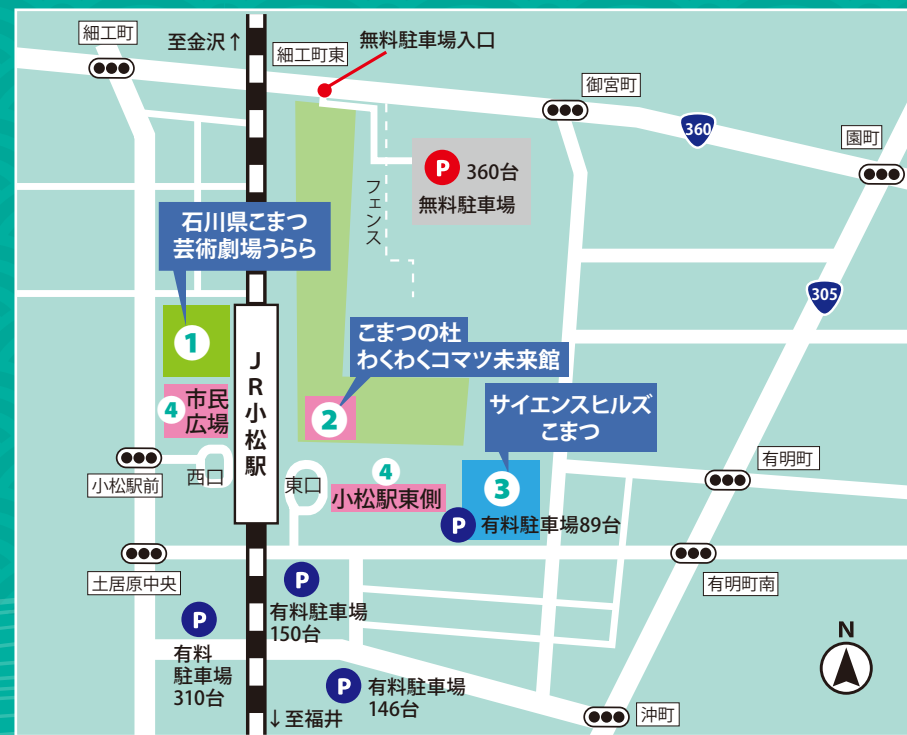 細工町
至金沢↑
細工町東
無料駐車場入口
御宮町
360
園町
P 360台
無料駐車場
フェンス
石川県こまつ
芸術劇場うらら
305
1
JR小松駅
こまつの杜
わくわくコマツ未来館
2
サイエンスヒルズ
こまつ
3
4 市民
広場
小松駅前
西口
東口
4
小松駅東側
有明町
P 有料駐車場89台
土居原中央
有明町南
P
有料駐車場
150台
P
有料
駐車場
310台
P 有料駐車場
146台
↓至福井
沖町
N